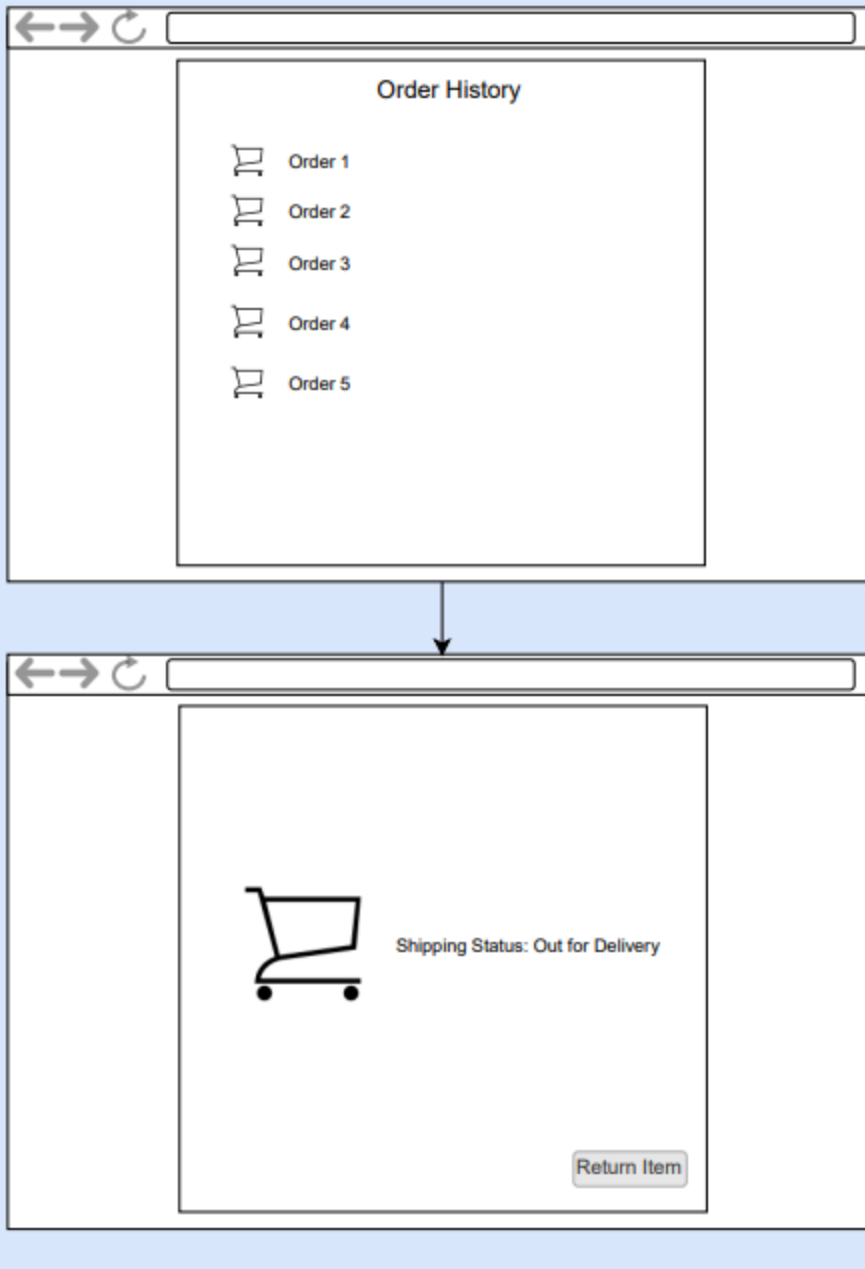 Order History
Order 1
Order 2
Order 3
Order 4
Order 5
Shipping Status: Out for Delivery
Return Item